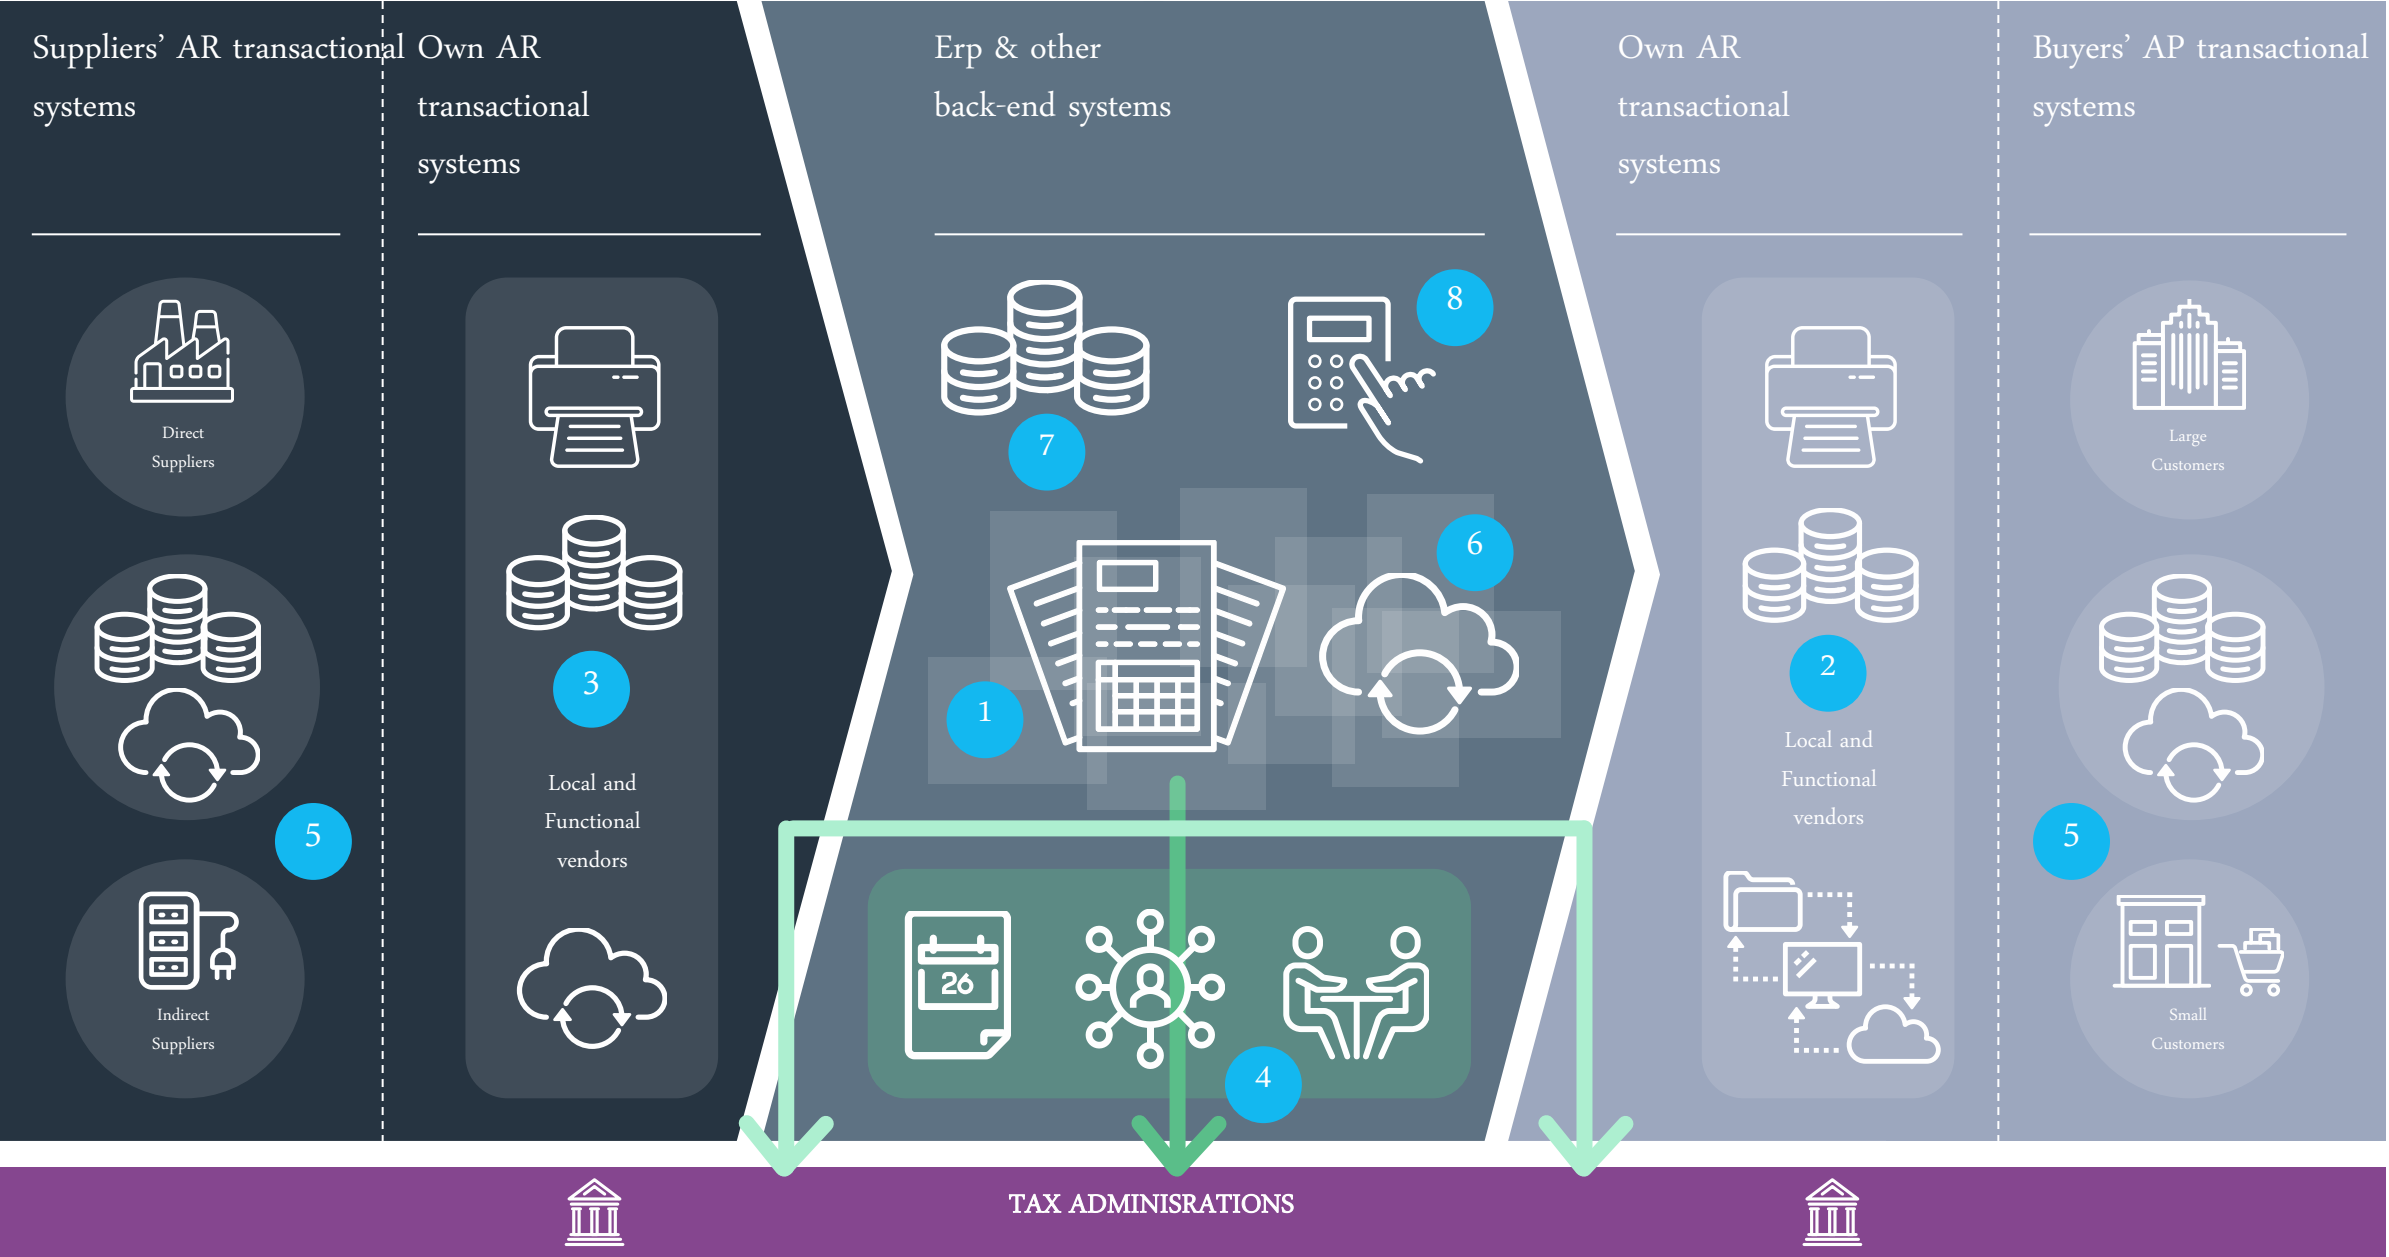 Suppliers’ AR transactional
systems
Own AR
transactional
systems
Erp & other
back-end systems
Own AR
transactional
systems
Buyers’ AP transactional
systems
Direct
Suppliers
5
Indirect
Suppliers
3
Local and
Functional
vendors
7
8
6
1
26
4
2
Local and
Functional
vendors
Large
Customers
5
Small
Customers
TAX ADMINISRATIONS